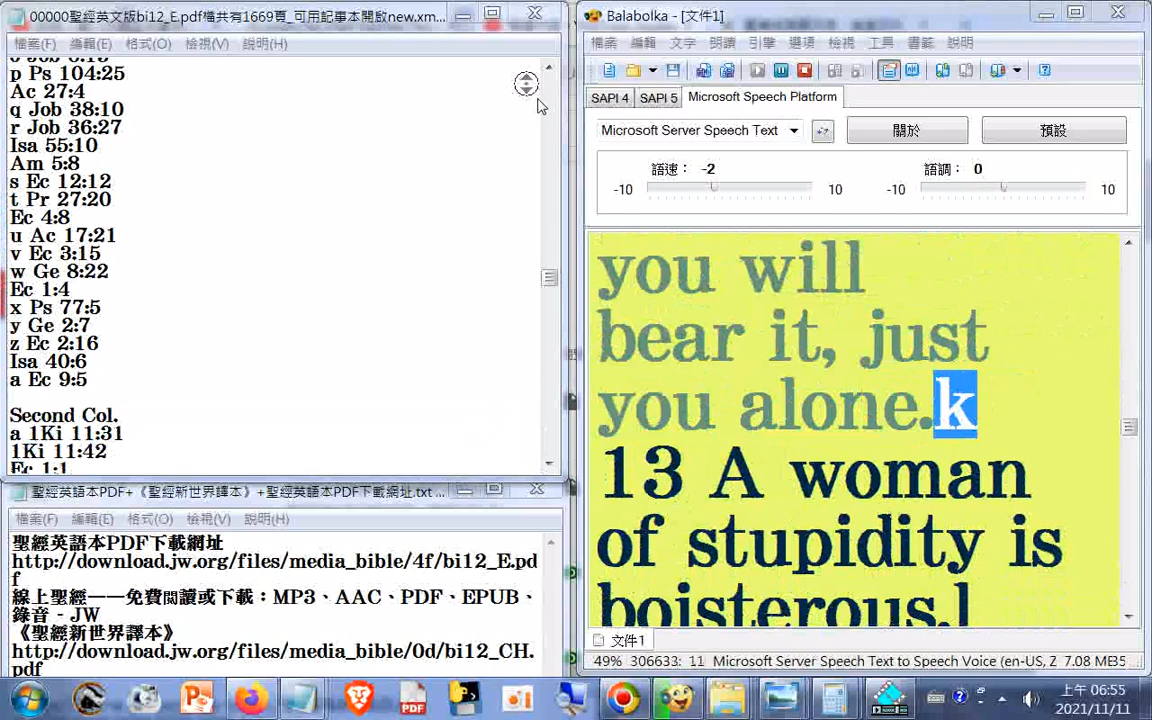 00000聖經英文版bi12_E.pdf檔共有1669頁_可用記事本開啟new.xm...
檔案(F) 編輯(E) 格式(O) 檢視(V) 說明(H)
p Ps 104:25
Ac 27:4
q Job 38:10
r Job 36:27
Isa 55:10
Am 5:8
s Ec 12:12
t Pr 27:20
Ec 4:8
u Ac 17:21
v Ec 3:15
w Ge 8:22
Ec 1:4
x Ps 77:5
y Ge 2:7
z Ec 2:16
Isa 40:6
a Ec 9:5
Second Col.
a 1Ki 11:31
1Ki 11:42
Ec 1:1
聖經英語本PDF+《聖經新世界譯本》+聖經英語本PDF下載網址.txt ...
檔案(F) 編輯(E) 格式(O) 檢視(V) 說明(H)
聖經英語本PDF下載網址
http://download.jw.org/files/media_bible/4f/bi12_E.pd
f
線上聖經──免費閱讀或下載：MP3、AAC、PDF、EPUB、
錄音 - JW
《聖經新世界譯本》
http://download.jw.org/files/media_bible/0d/bi12_CH.
pdf
Balabolka - [文件1]
檔案 編輯 文字 朗讀 引擎 選項 檢視 工具 書籤 說明
SAPI 4 SAPI 5 Microsoft Speech Platform
Microsoft Server Speech Text 關於 預設
語速： -2 語調： 0
-10 10 -10 10
you will
bear it, just
you alone.k
13 A woman
of stupidity is
boisterous.l
文件1
49% 306633: 11 Microsoft Server Speech Text to Speech Voice (en-US, Z 7.08 MB
上午 06:55
2021/11/11